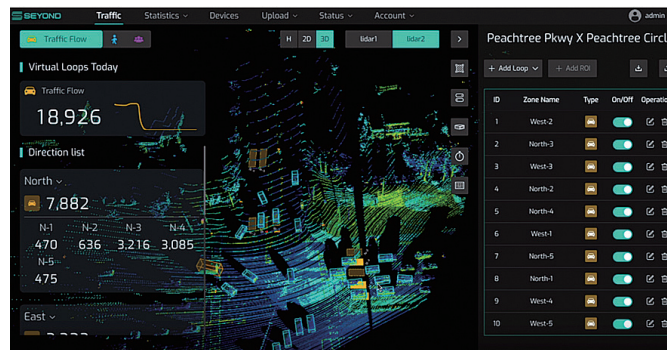 SEYOND Traffic Statistics Devices Upload Status Account admin
Traffic Flow H 2D 3D lidar1 lidar2
Peachtree Pkwy X Peachtree Circl
Virtual Loops Today
Traffic Flow
18,926
Direction list
North
7,882
N-1 N-2 N-3 N-4
470 636 3,216 3,085
N-5
475
East
+ Add Loop + Add ROI
ID Zone Name Type On/Off Operatio
1 West-2
2 North-3
3 West-3
4 North-2
5 North-4
6 West-1
7 North-5
8 North-1
9 West-4
10 West-5